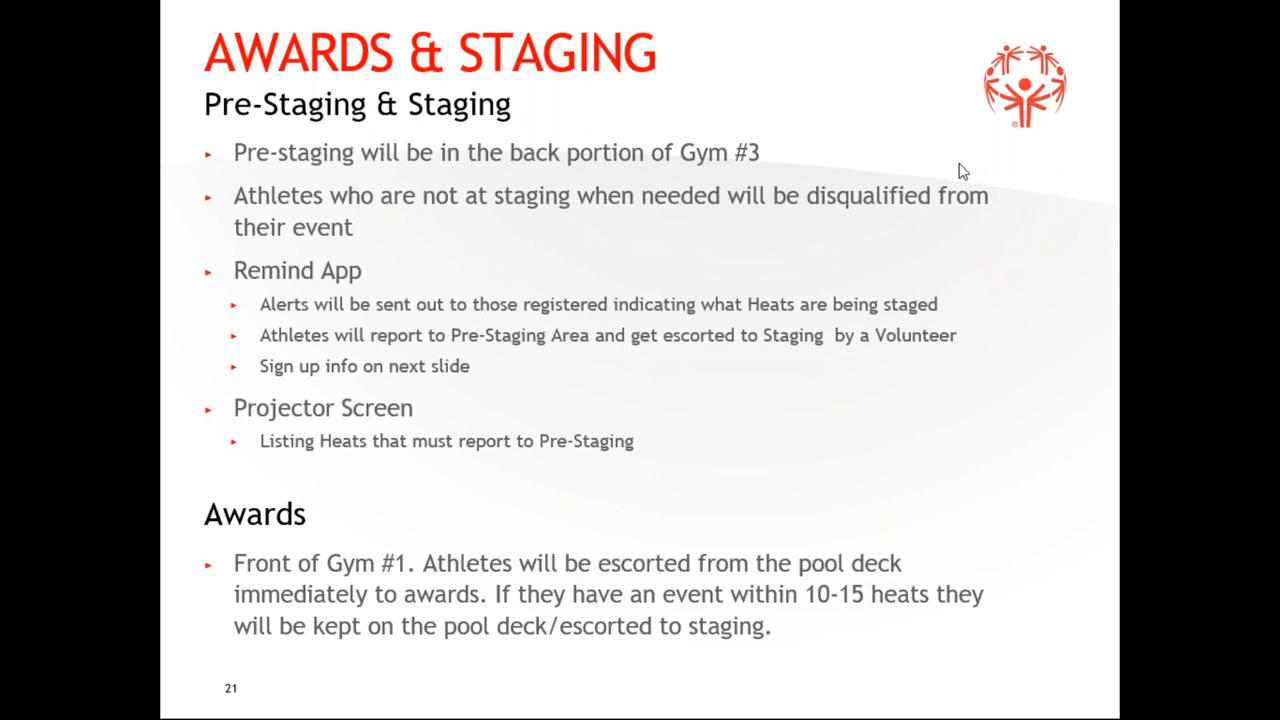 AWARDS & STAGING
Pre-Staging & Staging
Pre-staging will be in the back portion of Gym #3
Athletes who are not at staging when needed will be disqualified from
their event
Remind App
Alerts will be sent out to those registered indicating what Heats are being staged
Athletes will report to Pre-Staging Area and get escorted to Staging  by a Volunteer
Sign up info on next slide
Projector Screen
Listing Heats that must report to Pre-Staging
Awards
Front of Gym #1. Athletes will be escorted from the pool deck
immediately to awards. If they have an event within 10-15 heats they
will be kept on the pool deck/escorted to staging.
21